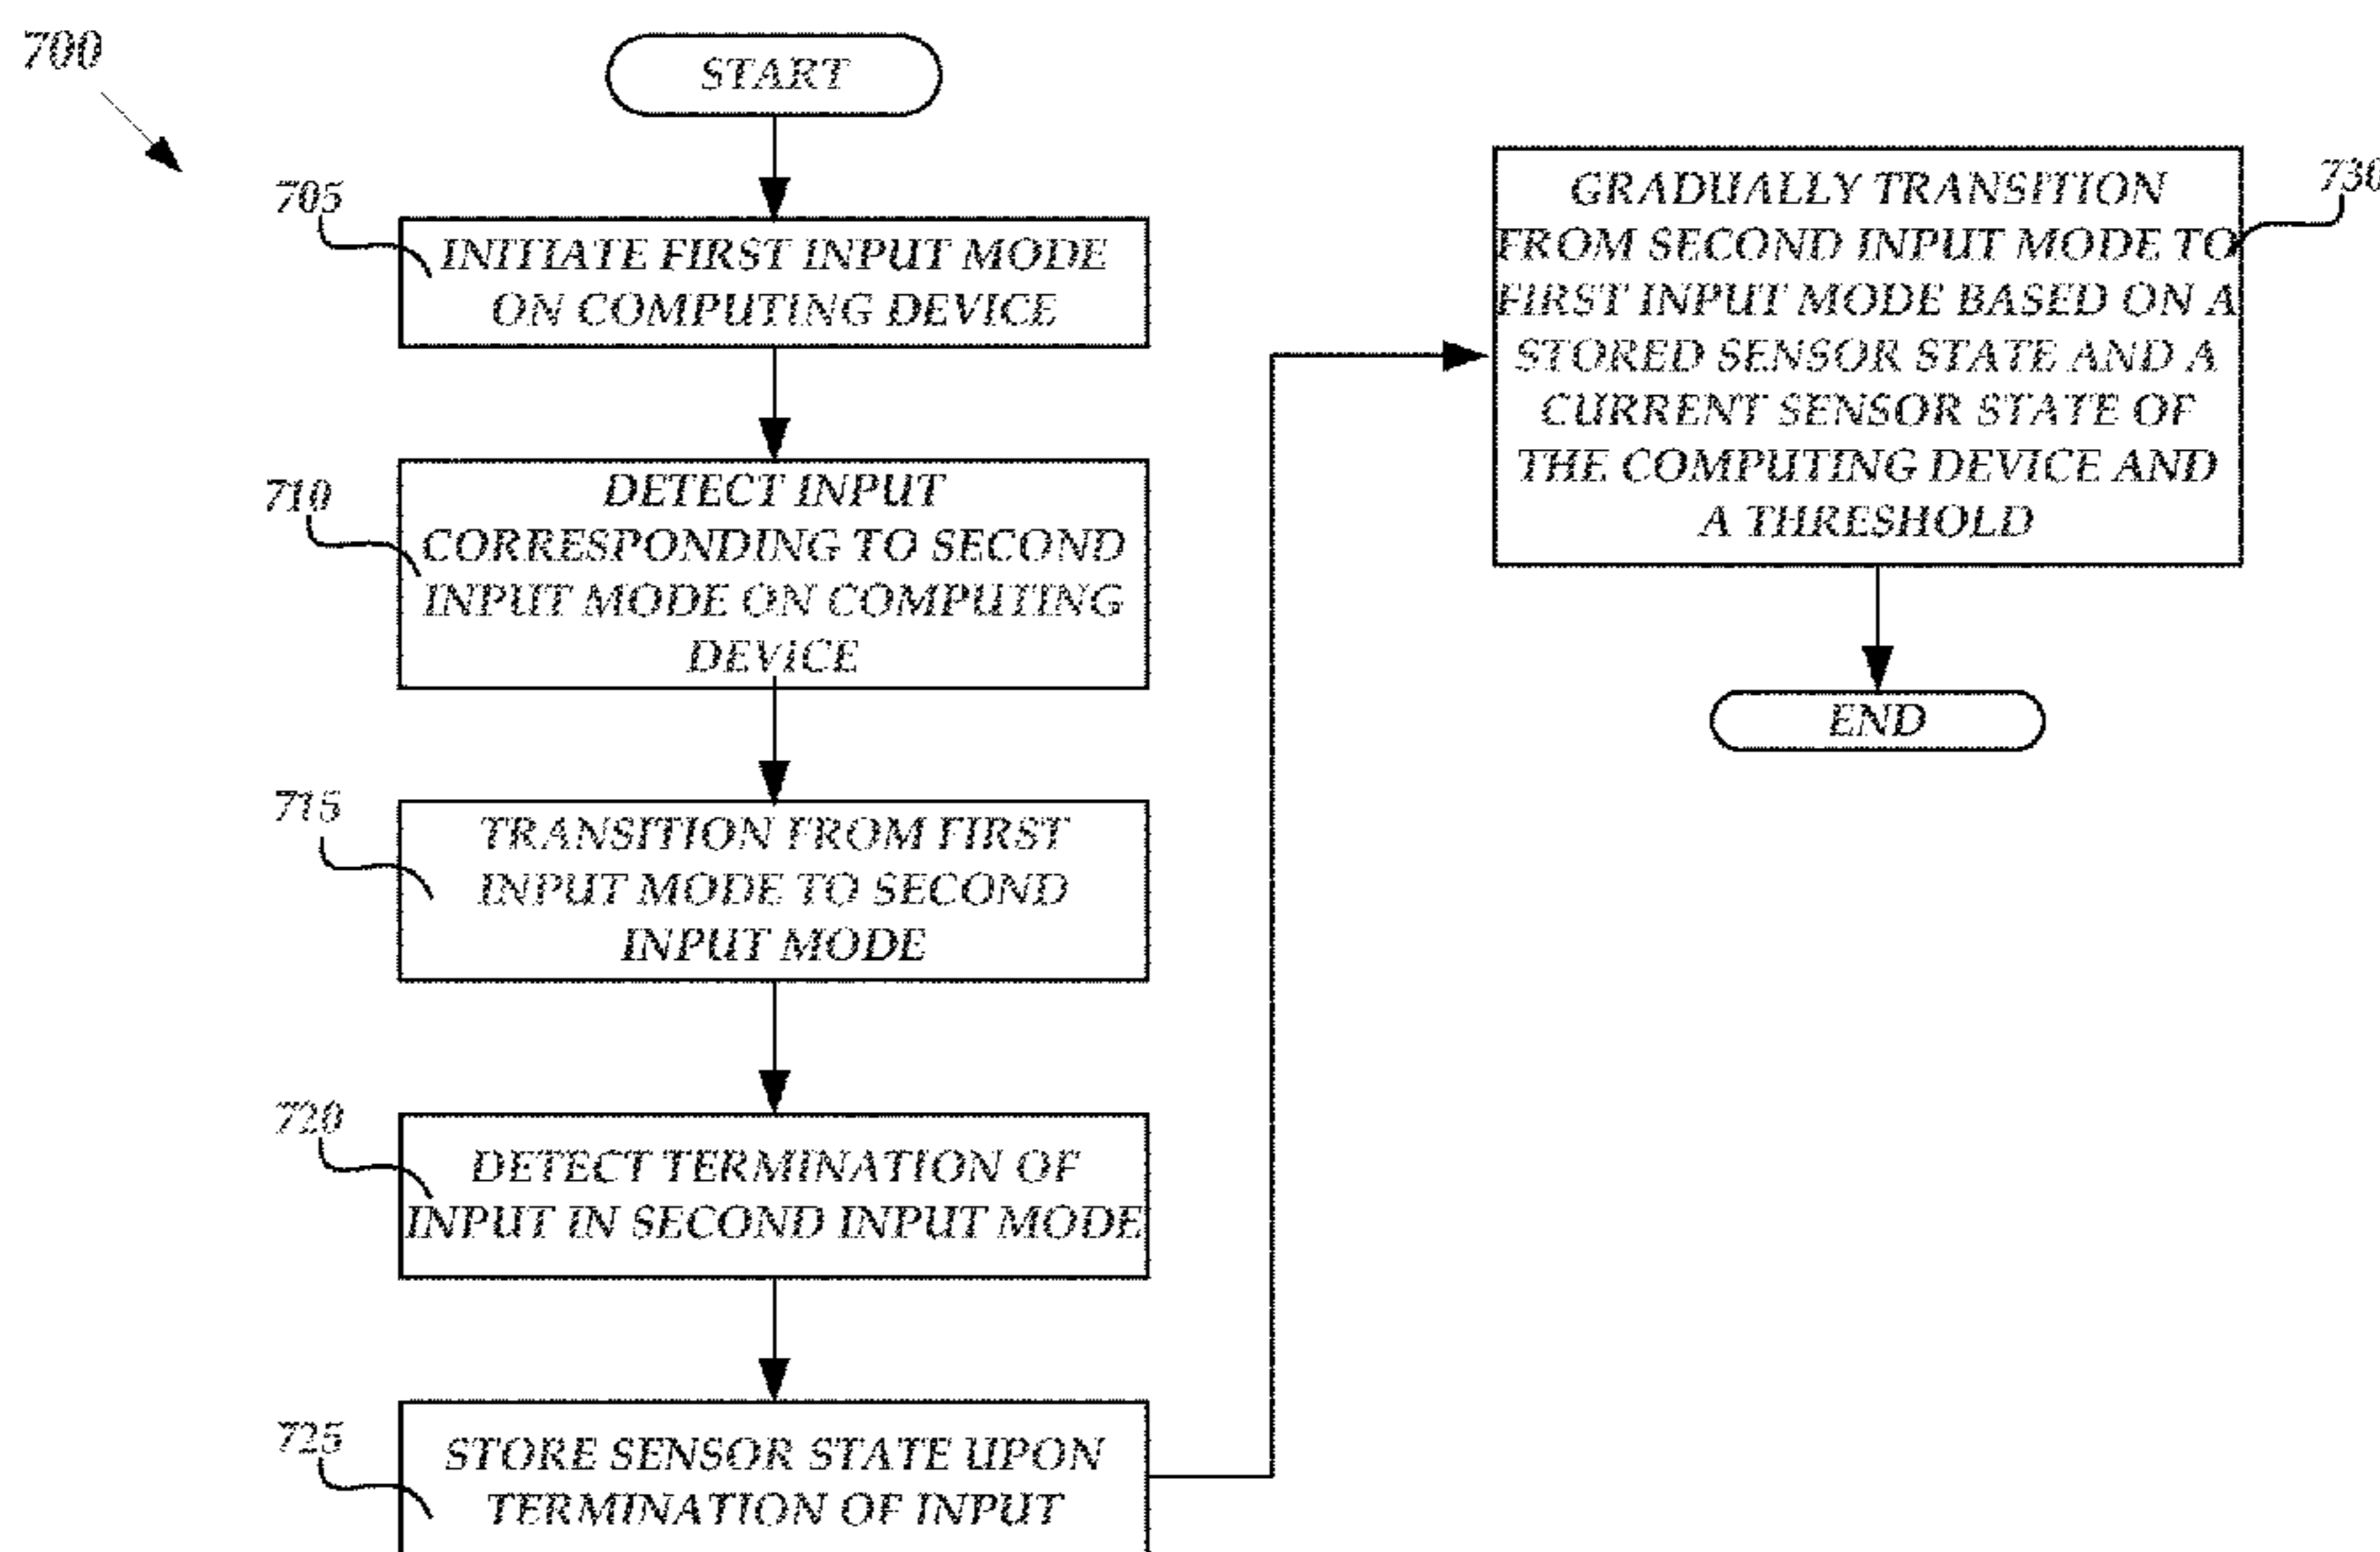 700
START
705
INITIATE FIRST INPUT MODE
ON COMPUTING DEVICE
710
DETECT INPUT
CORRESPONDING TO SECOND
INPUT MODE ON COMPUTING
DEVICE
715
TRANSITION FROM FIRST
INPUT MODE TO SECOND
INPUT MODE
720
DETECT TERMINATION OF
INPUT IN SECOND INPUT MODE
725
STORE SENSOR STATE UPON
TERMINATION OF INPUT
730
GRADUALLY TRANSITION
FROM SECOND INPUT MODE TO
FIRST INPUT MODE BASED ON A
STORED SENSOR STATE AND A
CURRENT SENSOR STATE OF
THE COMPUTING DEVICE AND
A THRESHOLD
END